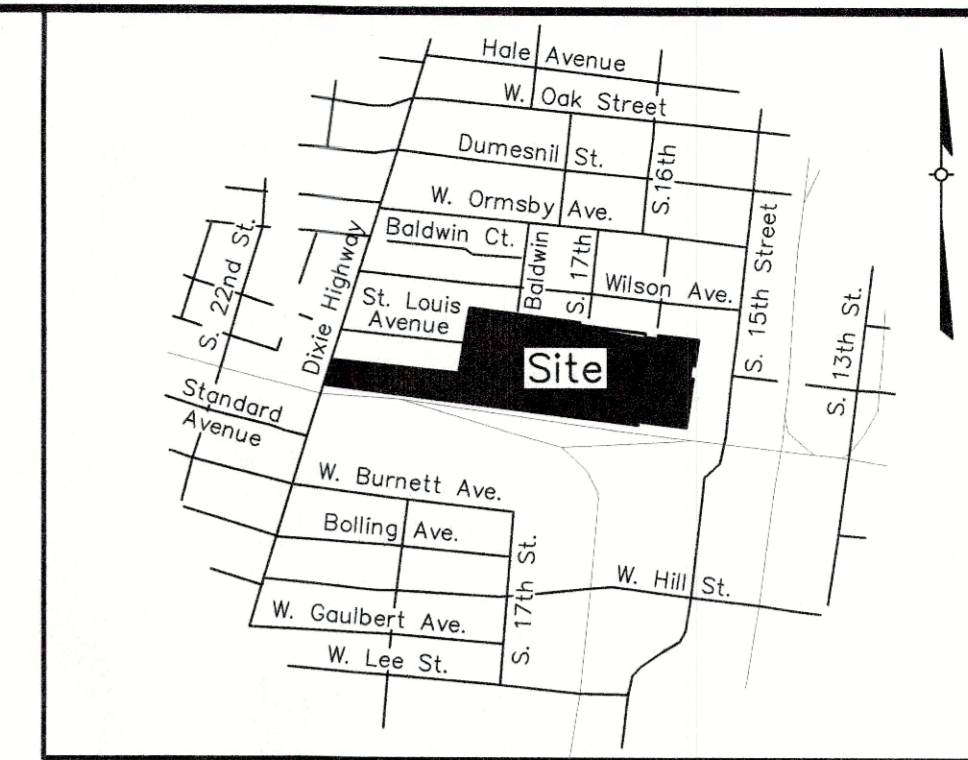 Hale Avenue
W. Oak Street
Dumesnil St.
S. 16th
W. Ormsby Ave.
Baldwin Ct.
Baldwin
S. 17th
Wilson Ave.
S. 15th Street
S. 22nd St.
Dixie Highway
St. Louis
Avenue
Site
S. 13th St.
Standard
Avenue
W. Burnett Ave.
Bolling Ave.
S. 17th St.
W. Hill St.
W. Gaulbert Ave.
W. Lee St.